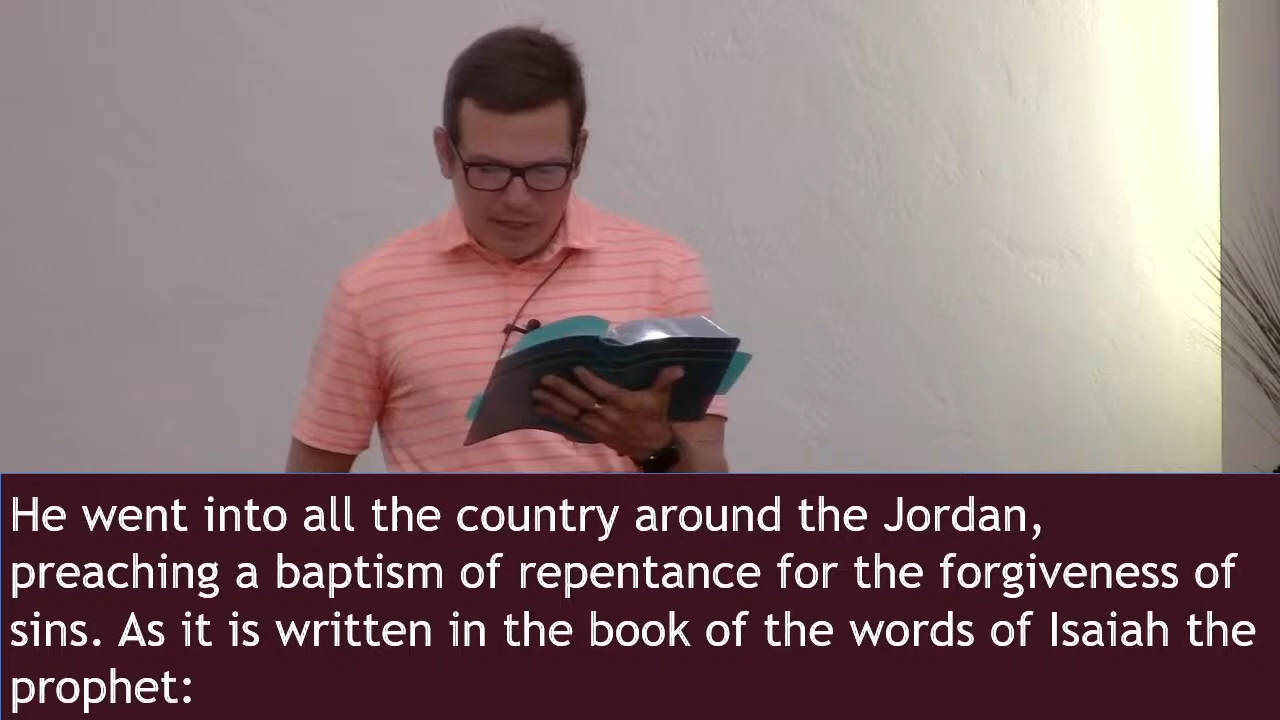 He went into all the country around the Jordan,
preaching a baptism of repentance for the forgiveness of
sins. As it is written in the book of the words of Isaiah the
prophet: